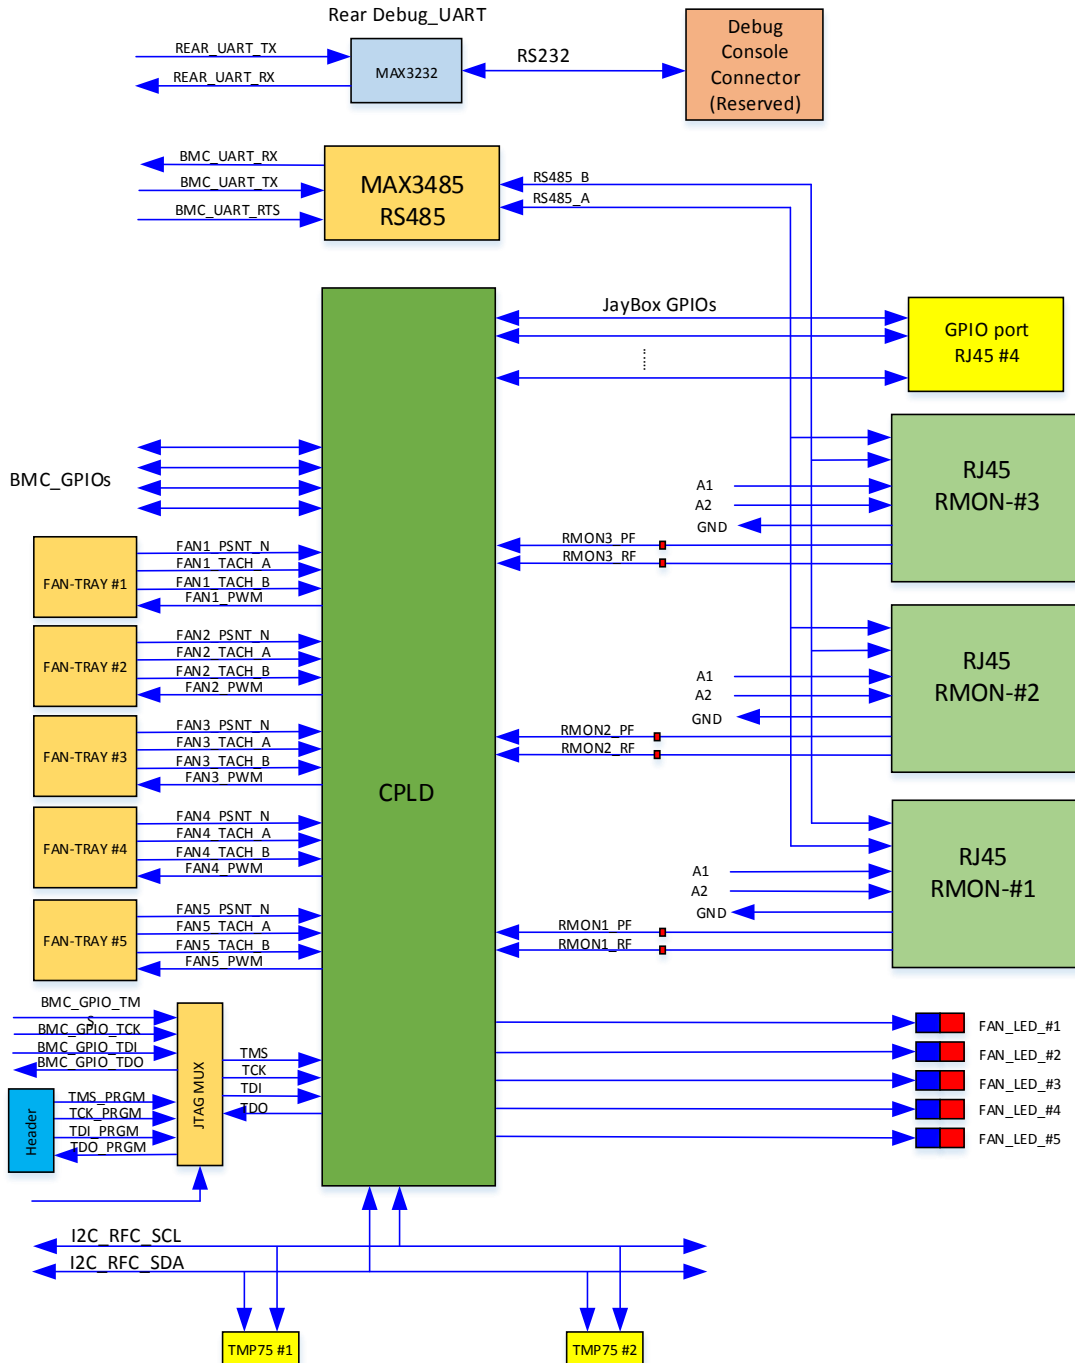 Rear Debug_UART
REAR_UART_TX
REAR_UART_RX
MAX3232
RS232
Debug
Console
Connector
(Reserved)
BMC_UART_RX
BMC_UART_TX
BMC_UART_RTS
MAX3485
RS485
RS485_B
RS485_A
JayBox GPIOs
GPIO port
RJ45 #4
BMC_GPIOs
CPLD
RJ45
RMON-#3
A1
A2
GND
RMON3_PF
RMON3_RF
RJ45
RMON-#2
A1
A2
GND
RMON2_PF
RMON2_RF
RJ45
RMON-#1
A1
A2
GND
RMON1_PF
RMON1_RF
FAN-TRAY #1
FAN1_PSNT_N
FAN1_TACH_A
FAN1_TACH_B
FAN1_PWM
FAN-TRAY #2
FAN2_PSNT_N
FAN2_TACH_A
FAN2_TACH_B
FAN2_PWM
FAN-TRAY #3
FAN3_PSNT_N
FAN3_TACH_A
FAN3_TACH_B
FAN3_PWM
FAN-TRAY #4
FAN4_PSNT_N
FAN4_TACH_A
FAN4_TACH_B
FAN4_PWM
FAN-TRAY #5
FAN5_PSNT_N
FAN5_TACH_A
FAN5_TACH_B
FAN5_PWM
BMC_GPIO_TM
S
BMC_GPIO_TCK
BMC_GPIO_TDI
BMC_GPIO_TDO
JTAG MUX
TMS
TCK
TDI
TDO
Header
TMS_PRGM
TCK_PRGM
TDI_PRGM
TDO_PRGM
FAN_LED_#1
FAN_LED_#2
FAN_LED_#3
FAN_LED_#4
FAN_LED_#5
I2C_RFC_SCL
I2C_RFC_SDA
TMP75 #1
TMP75 #2